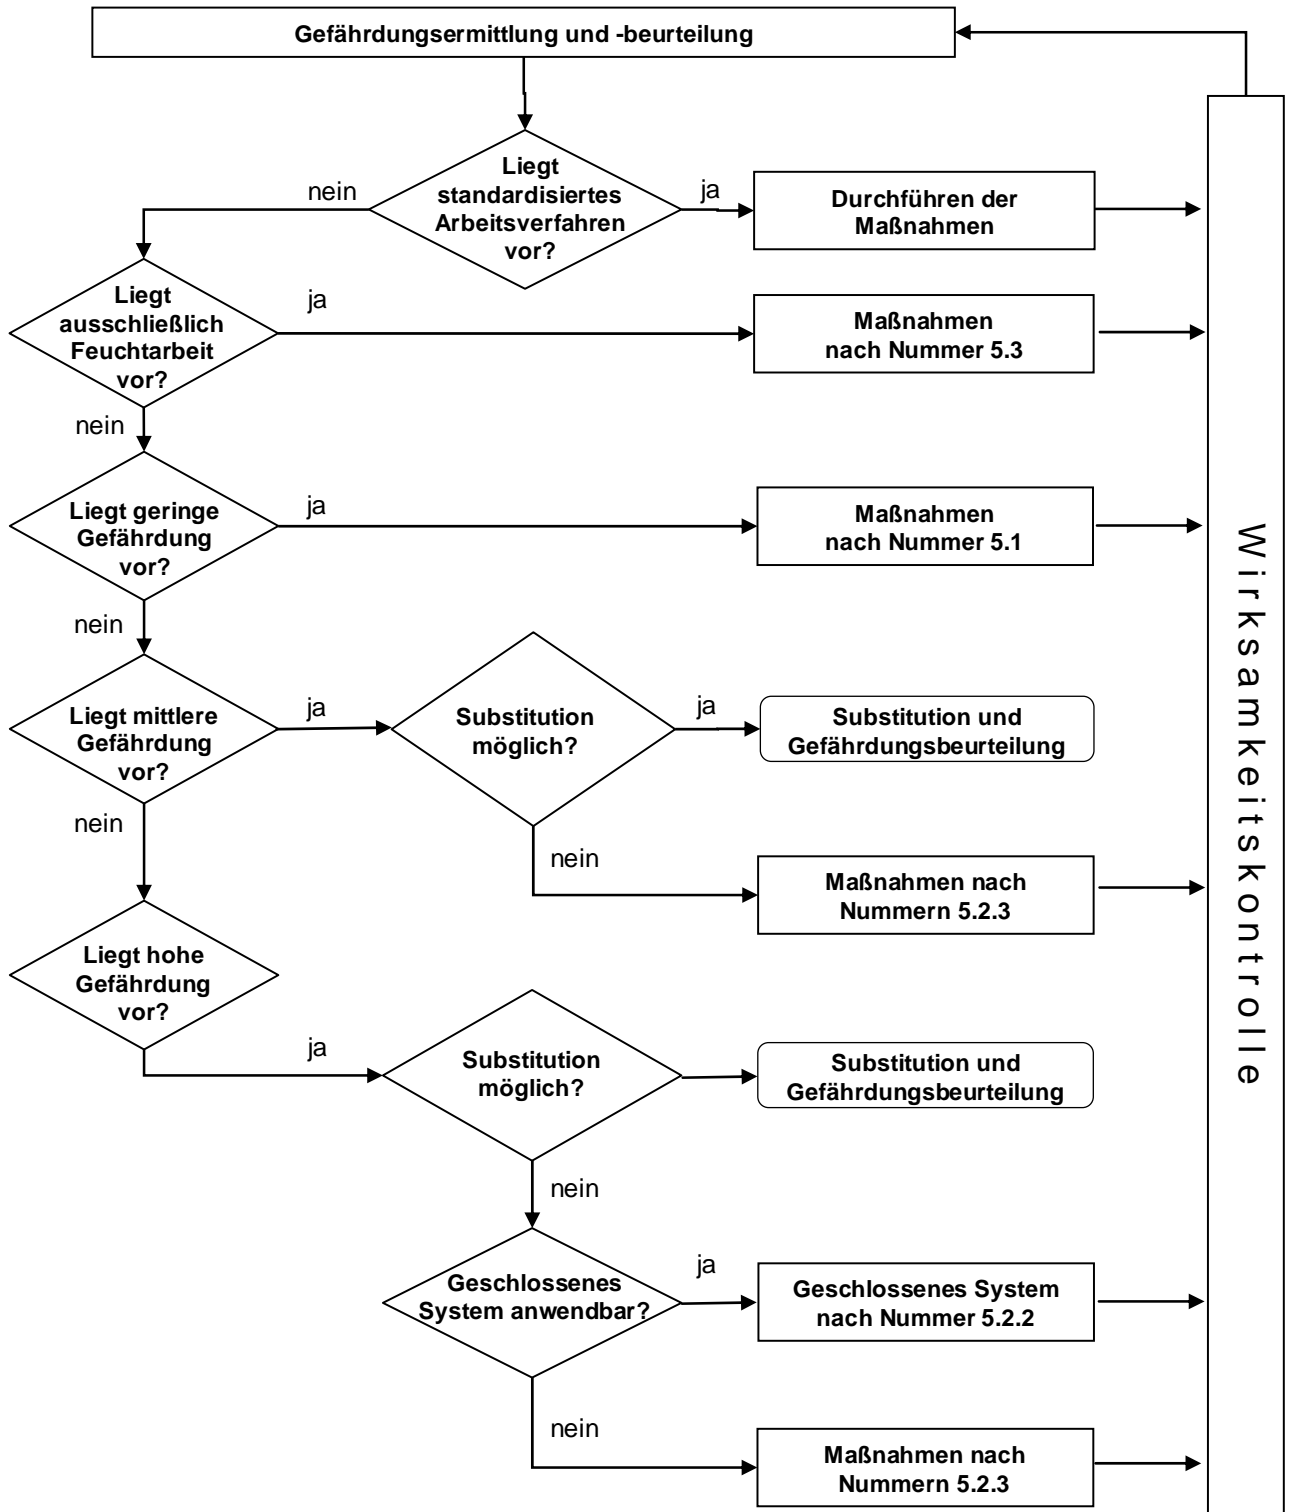 Gefährdungsermittlung und -beurteilung
Liegt
standardisiertes
Arbeitsverfahren
vor?
nein
ja
Durchführen der
Maßnahmen
Liegt
ausschließlich
Feuchtarbeit
vor?
ja
Maßnahmen
nach Nummer 5.3
nein
Liegt geringe
Gefährdung
vor?
ja
Maßnahmen
nach Nummer 5.1
nein
Liegt mittlere
Gefährdung
vor?
ja
Substitution
möglich?
ja
Substitution und
Gefährdungsbeurteilung
nein
nein
Maßnahmen nach
Nummern 5.2.3
Liegt hohe
Gefährdung
vor?
ja
Substitution
möglich?
Substitution und
Gefährdungsbeurteilung
nein
Geschlossenes
System anwendbar?
ja
Geschlossenes System
nach Nummer 5.2.2
nein
Maßnahmen nach
Nummern 5.2.3
Wirksamkeitskontrolle